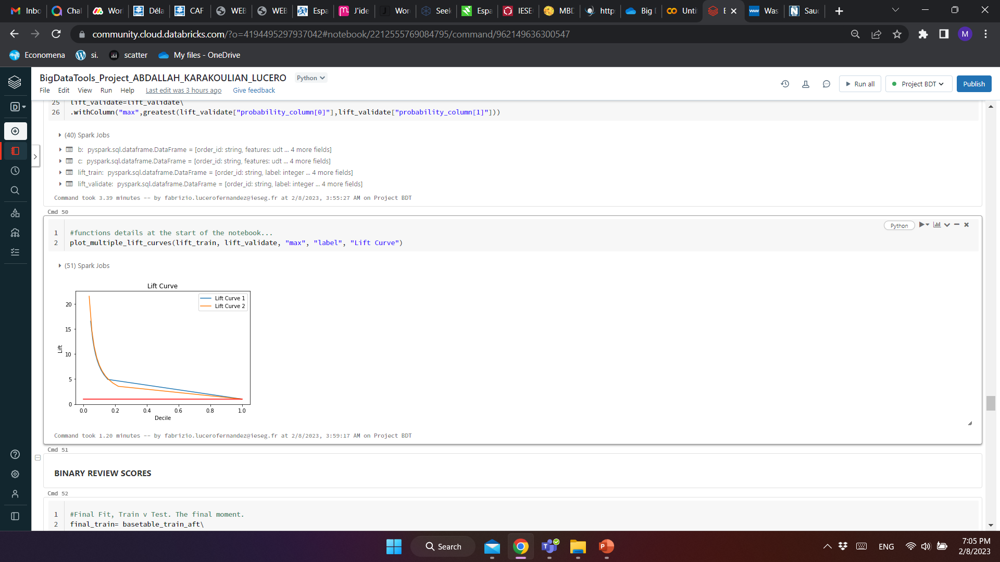 Inbo
Chal
Wor
Déla
CAF
WEB
WEB
Espa
J'ide
Wor
Seek
Espa
IESE
MBD
http
Big D
Unti
E
Was
Sauc
community.cloud.databricks.com/?o=4194495297937042#notebook/2212555769084795/command/962149636300547
M
Economena
si.
scatter
My files - OneDrive
BigDataTools_Project_ABDALLAH_KARAKOULIAN_LUCERO
Python
File Edit View Run Help Last edit was 3 hours ago Give feedback
Run all
Project BDT
Publish
D
25 lift_validate=lift_validate\
26 .withColumn("max",greatest(lift_validate["probability_column[0]"],lift_validate["probability_column[1]"]))
(40) Spark Jobs
b: pyspark.sql.dataframe.DataFrame = [order_id: string, features: udt ... 4 more fields]
c: pyspark.sql.dataframe.DataFrame = [order_id: string, features: udt ... 4 more fields]
lift_train: pyspark.sql.dataframe.DataFrame = [order_id: string, label: integer ... 4 more fields]
lift_validate: pyspark.sql.dataframe.DataFrame = [order_id: string, label: integer ... 4 more fields]
Command took 3.39 minutes -- by fabrizio.lucerofernandez@ieseg.fr at 2/8/2023, 3:55:27 AM on Project BDT
Cmd 50
Python
1 #functions details at the start of the notebook...
2 plot_multiple_lift_curves(lift_train, lift_validate, "max", "label", "Lift Curve")
(51) Spark Jobs
Lift Curve
Lift Curve 1
Lift Curve 2
20
15
10
5
0
Lift
0.0 0.2 0.4 0.6 0.8 1.0
Decile
Command took 1.20 minutes -- by fabrizio.lucerofernandez@ieseg.fr at 2/8/2023, 3:59:17 AM on Project BDT
Cmd 51
BINARY REVIEW SCORES
Cmd 52
1 #Final Fit, Train v Test. The final moment.
2 final_train= basetable_train_aft\
Search
ENG
7:05 PM
2/8/2023